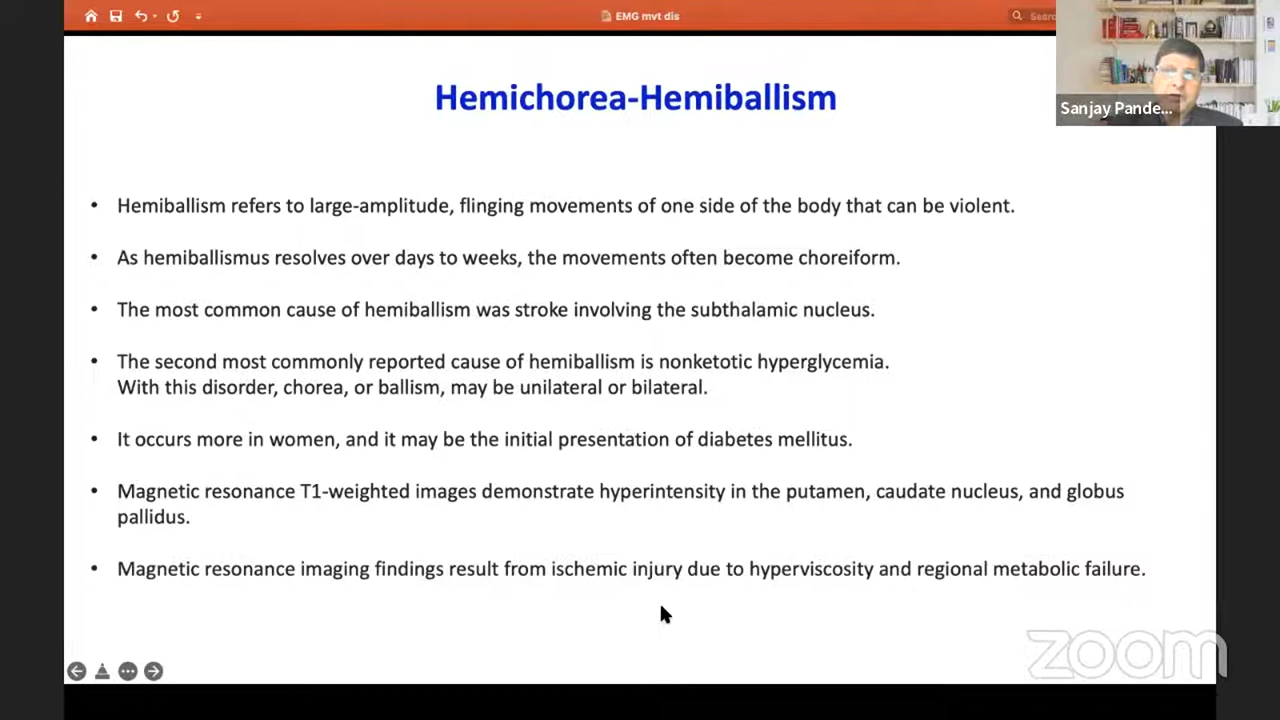 EMG mvt dis
Hemichorea-Hemiballism
Sanjay Pande...
• Hemiballism refers to large-amplitude, flinging movements of one side of the body that can be violent.
• As hemiballismus resolves over days to weeks, the movements often become choreiform.
• The most common cause of hemiballism was stroke involving the subthalamic nucleus.
• The second most commonly reported cause of hemiballism is nonketotic hyperglycemia.
With this disorder, chorea, or ballism, may be unilateral or bilateral.
• It occurs more in women, and it may be the initial presentation of diabetes mellitus.
• Magnetic resonance T1-weighted images demonstrate hyperintensity in the putamen, caudate nucleus, and globus
pallidus.
• Magnetic resonance imaging findings result from ischemic injury due to hyperviscosity and regional metabolic failure.
zoom